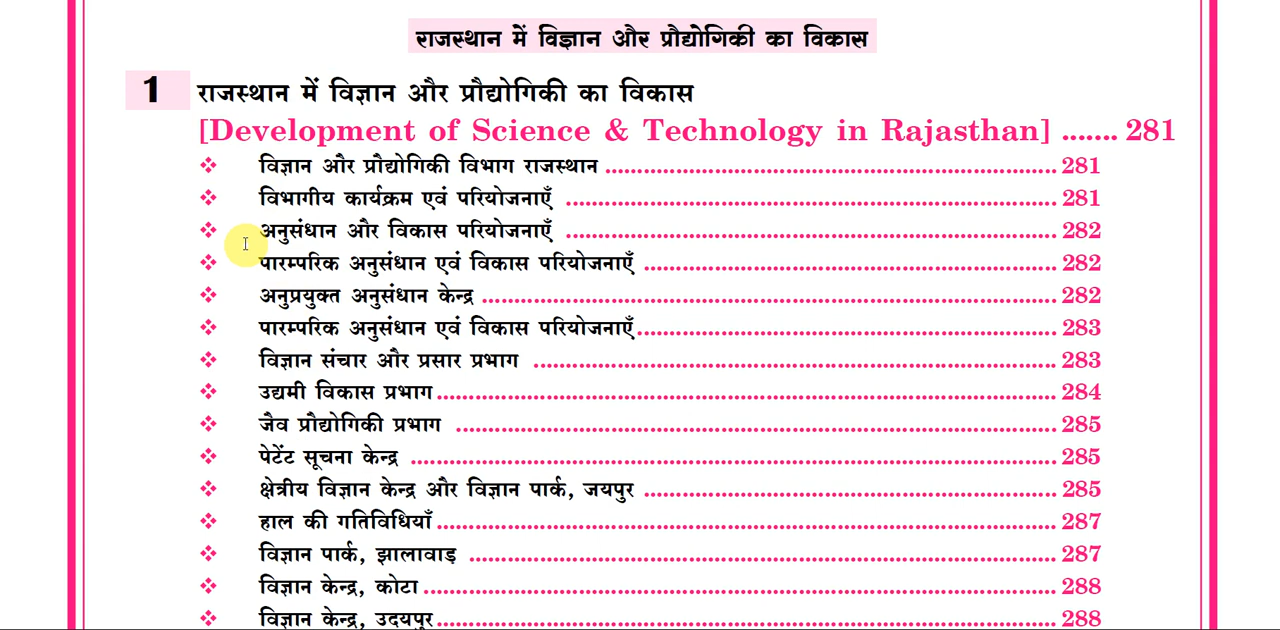 राजस्थान में विज्ञान और प्रौद्योगिकी का विकास
1 राजस्थान में विज्ञान और प्रौद्योगिकी का विकास
[Development of Science & Technology in Rajasthan] ....... 281
❖ विज्ञान और प्रौद्योगिकी विभाग राजस्थान ........................ 281
❖ विभागीय कार्यक्रम एवं परियोजनाएँ ........................ 281
❖ अनुसंधान और विकास परियोजनाएँ ........................ 282
❖ पारम्परिक अनुसंधान एवं विकास परियोजनाएँ ........................ 282
❖ अनुप्रयुक्त अनुसंधान केन्द्र ........................ 282
❖ पारम्परिक अनुसंधान एवं विकास परियोजनाएँ ........................ 283
❖ विज्ञान संचार और प्रसार प्रभाग ........................ 283
❖ उद्यमी विकास प्रभाग ........................ 284
❖ जैव प्रौद्योगिकी प्रभाग ........................ 285
❖ पेटेंट सूचना केन्द्र ........................ 285
❖ क्षेत्रीय विज्ञान केन्द्र और विज्ञान पार्क, जयपुर ........................ 285
❖ हाल की गतिविधियाँ ........................ 287
❖ विज्ञान पार्क, झालावाड़ ........................ 287
❖ विज्ञान केन्द्र, कोटा ........................ 288
❖ विज्ञान केन्द्र, उदयपुर ........................ 288